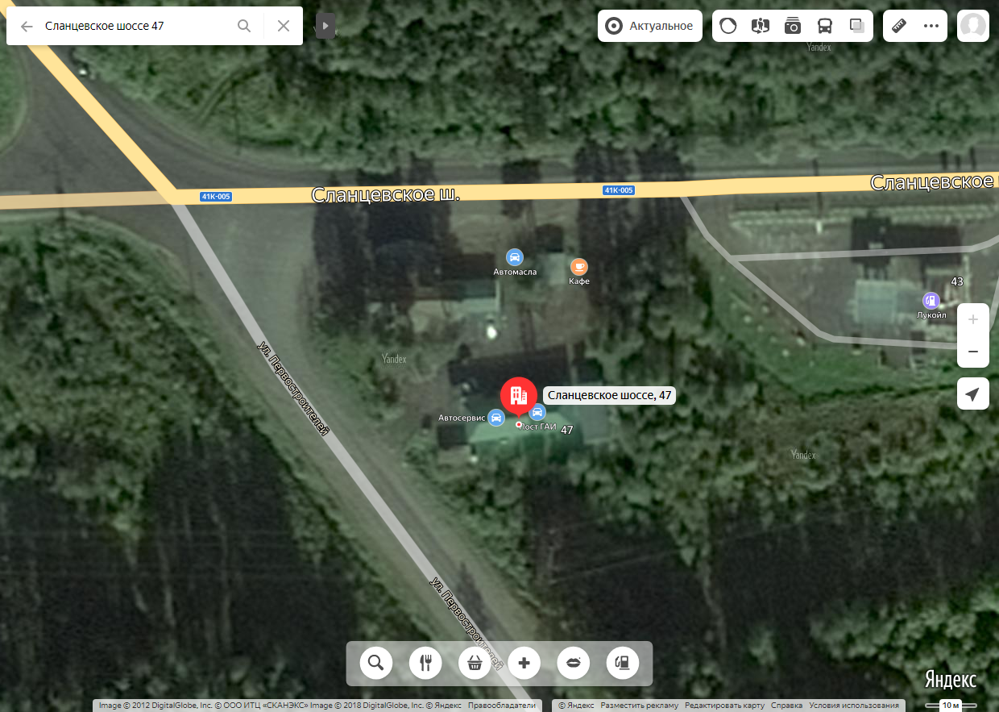 Сланцевское шоссе 47
Актуальное
Yandex
41К-005
Сланцевское ш.
41К-005
Сланцевское
Автомасла
Кафе
43
Лукойл
ул. Первостроителей
Yandex
Сланцевское шоссе, 47
Автосервис
Пост ГАИ
47
Yandex
ул. Первостроителей
Яндекс
Image © 2012 DigitalGlobe, Inc. © ООО ИТЦ «СКАНЭКС» Image © 2018 DigitalGlobe, Inc. © Яндекс Правообладатели
© Яндекс Разместить рекламу Редактировать карту Справка Условия использования
10 м